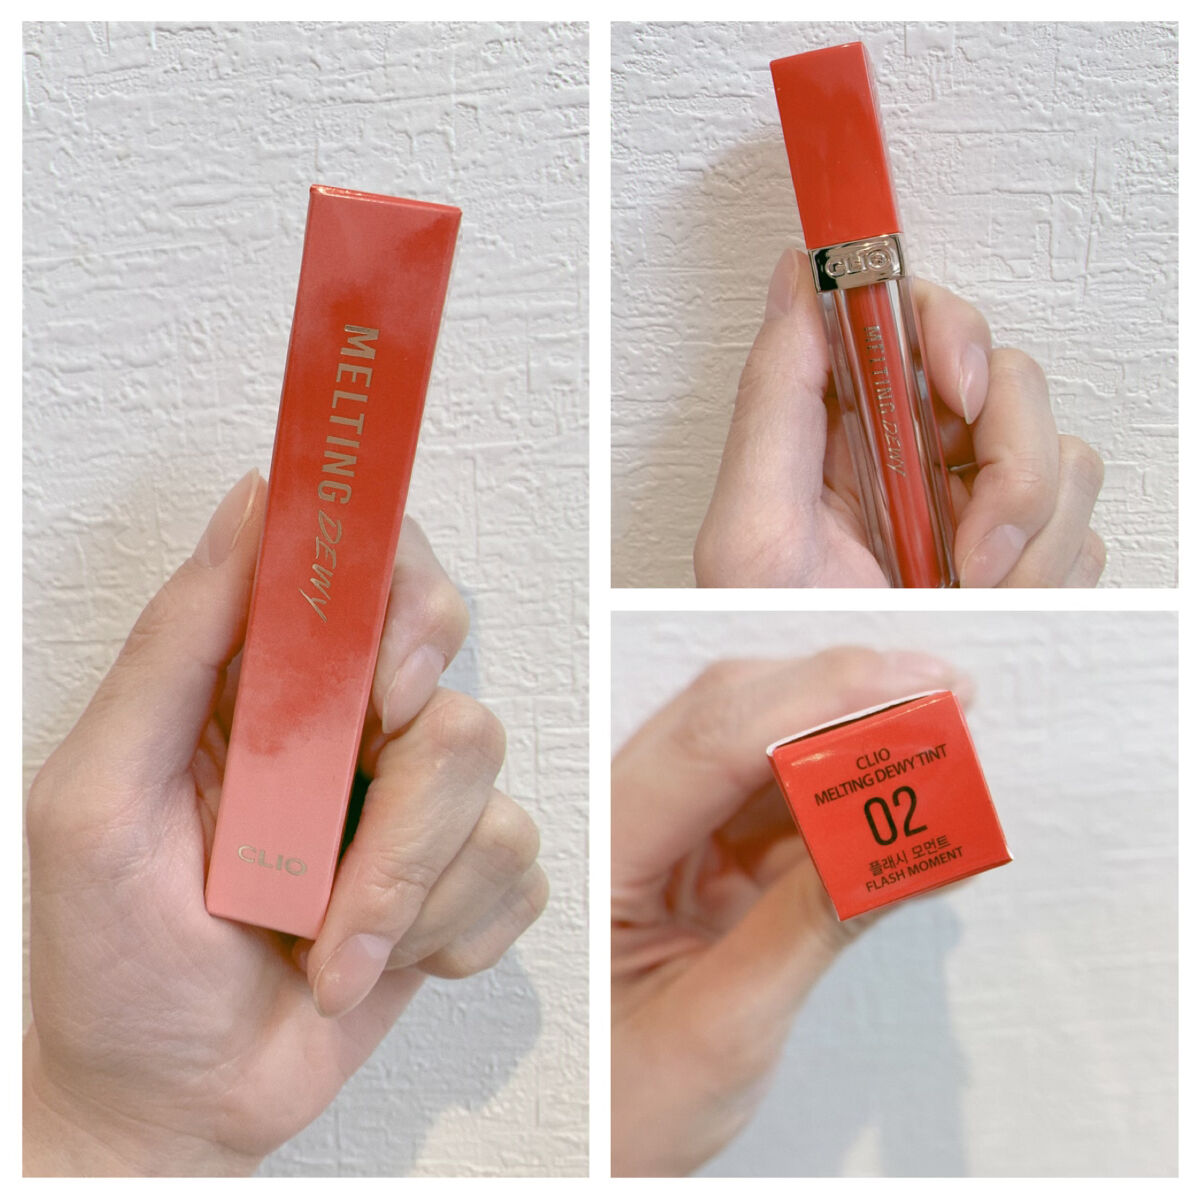 MELTING DEWY
CLIO
CLIO
MELTING DEWY
CLIO
MELTING DEWY TINT
02
플래시 모먼트
FLASH MOMENT